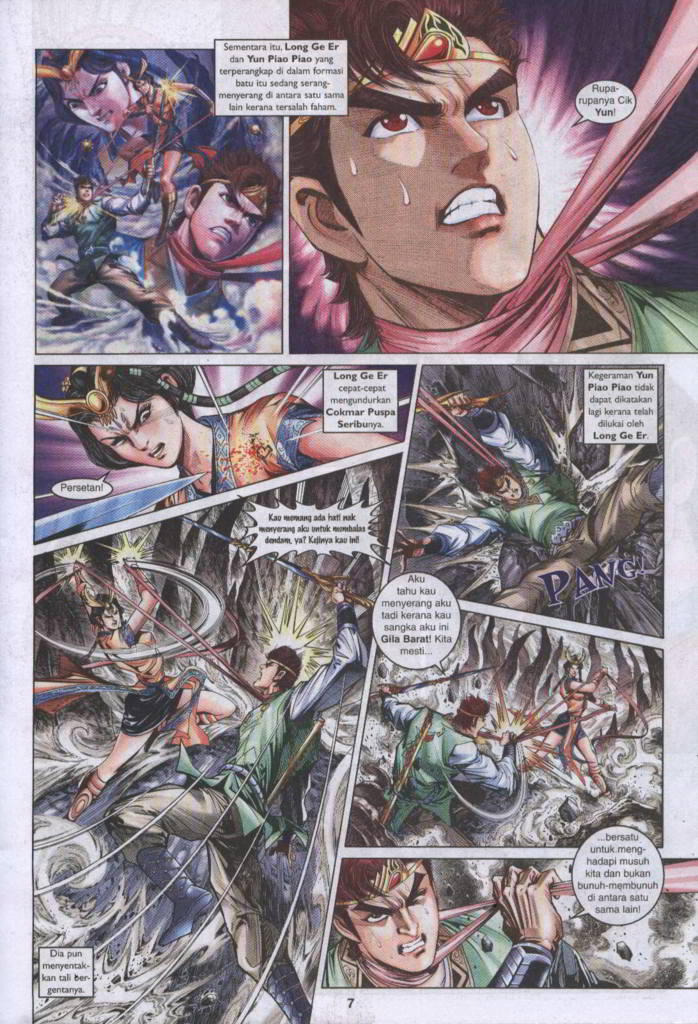 Sementara itu, Long Ge Er
dan Yun Piao Piao yang
terperangkap di dalam formasi
batu itu sedang serang-
menyerang di antara satu sama
lain kerana tersalah faham.
Rupa-
rupanya Cik
Yun!
Long Ge Er
cepat-cepat
mengundurkan
Cokmar Puspa
Seribunya.
Persetan!
Kegeraman Yun
Piao Piao tidak
dapat dikatakan
lagi kerana telah
dilukai oleh
Long Ge Er.
PANG!
Kau memang ada hati nak
menyerang aku untuk membalas
dendam, ya? Kejinya kau ini!
Dia pun
menyentak-
kan tali ber-
gentanya.
Aku
tahu kau
menyerang aku
tadi kerana kau
sangka aku ini
Gila Barat! Kita
mesti...
...bersatu
untuk meng-
hadapi musuh
kita dan bukan
bunuh-membunuh
di antara satu
sama lain!
7